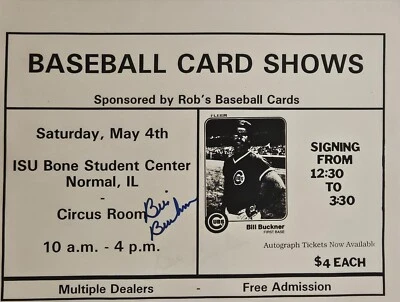 BASEBALL CARD SHOWS
Sponsored by Rob's Baseball Cards
Saturday, May 4th
ISU Bone Student Center
Normal, IL
-
Circus Room
Bill Buckner
10 a.m. - 4 p.m.
FLEER
CUBS
Bill Buckner
FIRST BASE
SIGNING
FROM
12:30
TO
3:30
Autograph Tickets Now Available
$4 EACH
Multiple Dealers - Free Admission